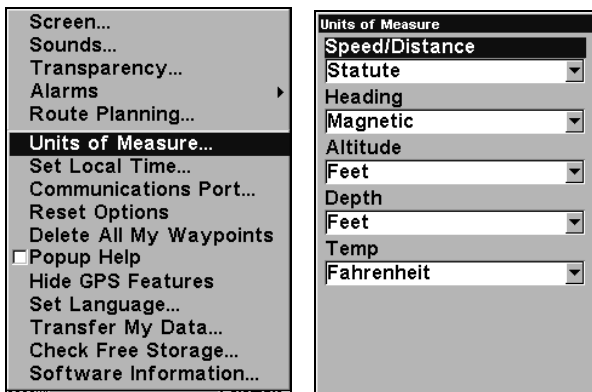 Screen...
Sounds...
Transparency...
Alarms
Route Planning...
Units of Measure...
Set Local Time...
Communications Port...
Reset Options
Delete All My Waypoints
Popup Help
Hide GPS Features
Set Language...
Transfer My Data...
Check Free Storage...
Software Information...
Units of Measure
Speed/Distance
Statute
Heading
Magnetic
Altitude
Feet
Depth
Feet
Temp
Fahrenheit